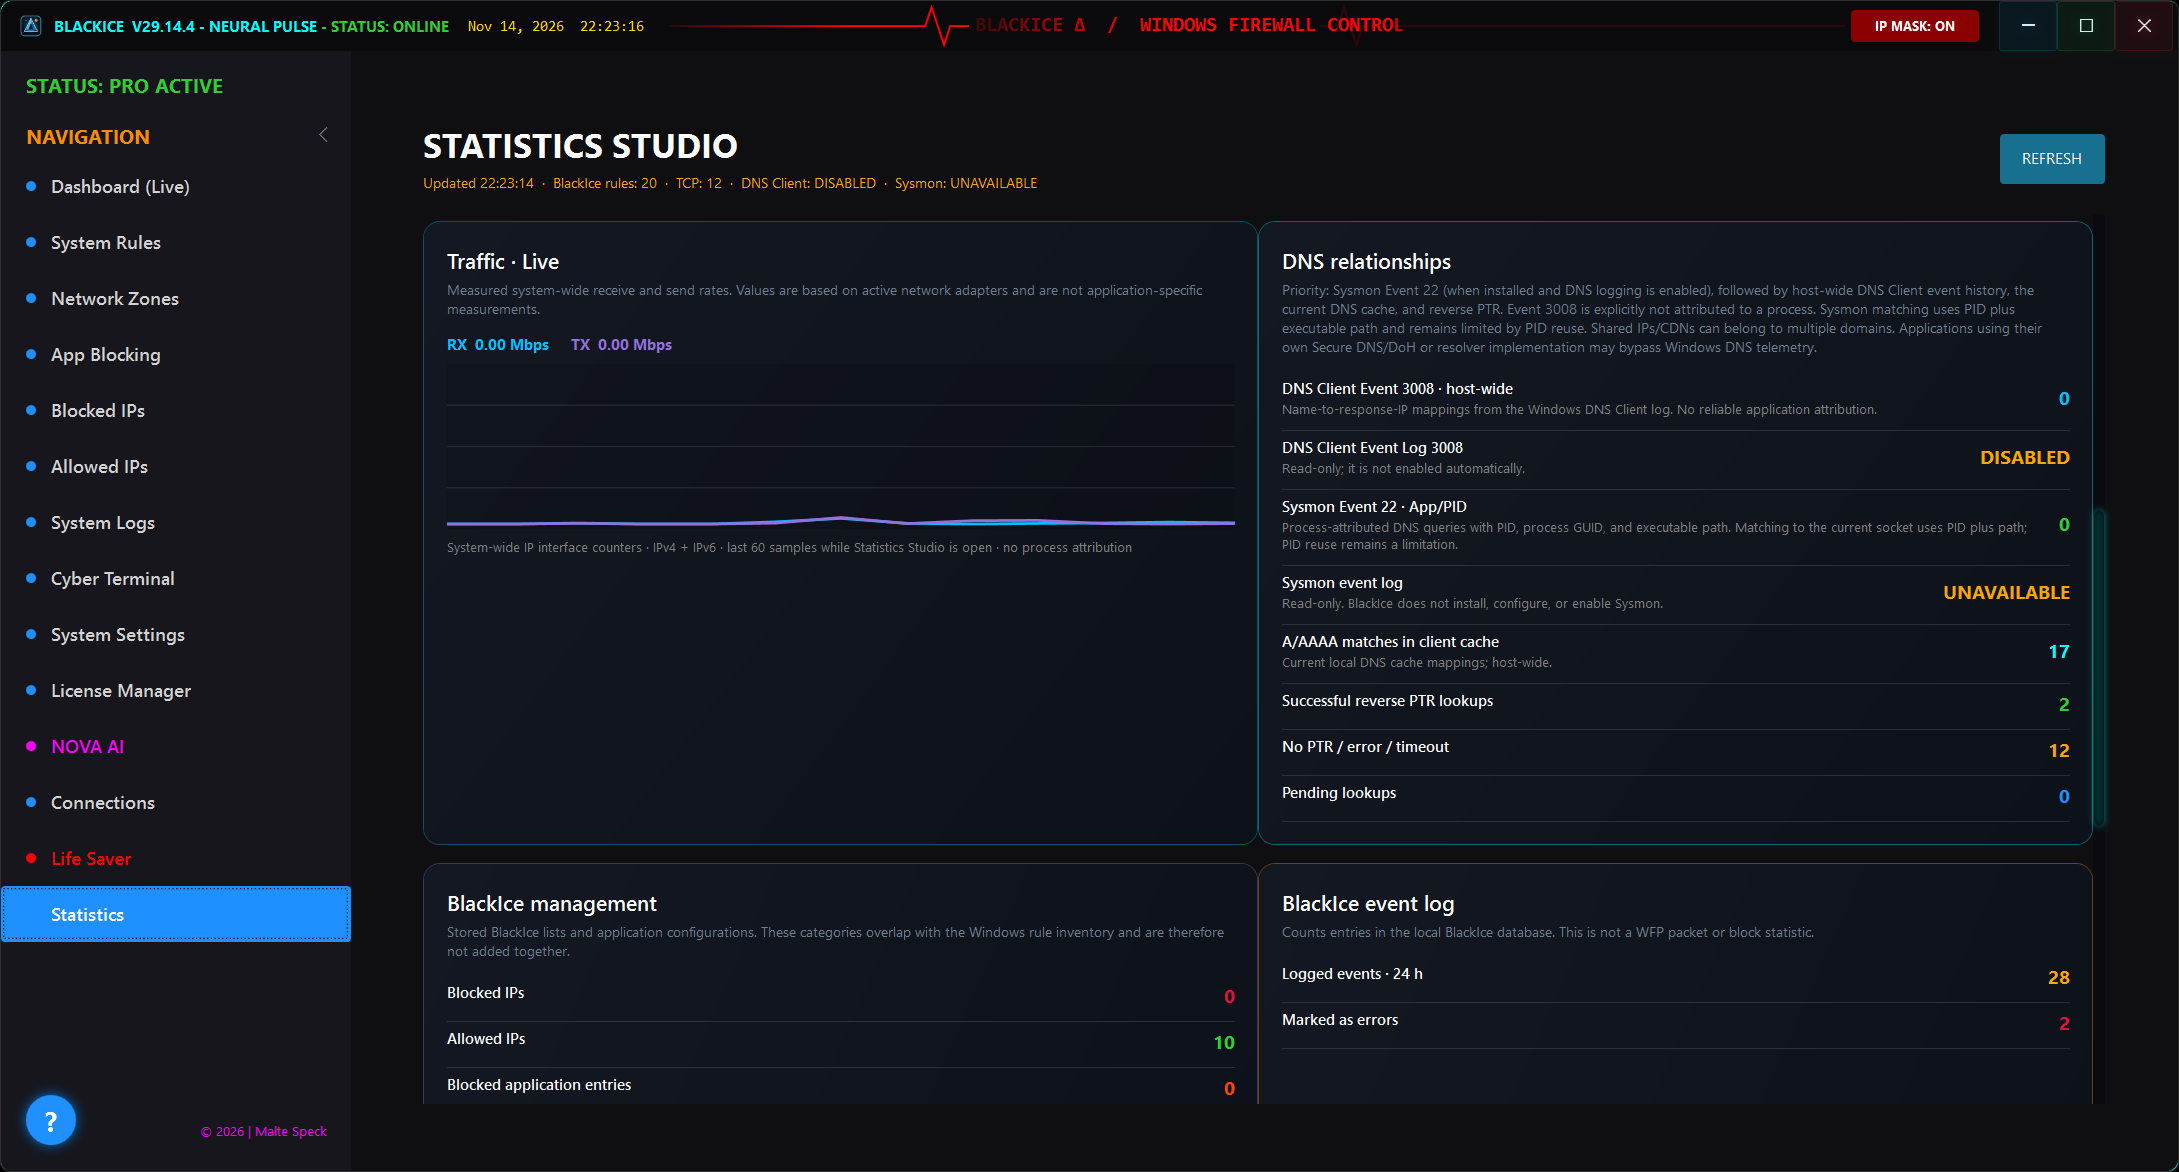 BLACKICE V29.14.4 - NEURAL PULSE - STATUS: ONLINE Nov 14, 2026 22:23:16
BLACKICE Δ / WINDOWS FIREWALL CONTROL
IP MASK: ON
STATUS: PRO ACTIVE
NAVIGATION
Dashboard (Live)
System Rules
Network Zones
App Blocking
Blocked IPs
Allowed IPs
System Logs
Cyber Terminal
System Settings
License Manager
NOVA AI
Connections
Life Saver
Statistics
?
© 2026 | Malte Speck
STATISTICS STUDIO
Updated 22:23:14 · BlackIce rules: 20 · TCP: 12 · DNS Client: DISABLED · Sysmon: UNAVAILABLE
REFRESH
Traffic · Live
Measured system-wide receive and send rates. Values are based on active network adapters and are not application-specific
measurements.
RX 0.00 Mbps TX 0.00 Mbps
System-wide IP interface counters · IPv4 + IPv6 · last 60 samples while Statistics Studio is open · no process attribution
DNS relationships
Priority: Sysmon Event 22 (when installed and DNS logging is enabled), followed by host-wide DNS Client event history, the
current DNS cache, and reverse PTR. Event 3008 is explicitly not attributed to a process. Sysmon matching uses PID plus
executable path and remains limited by PID reuse. Shared IPs/CDNs can belong to multiple domains. Applications using their
own Secure DNS/DoH or resolver implementation may bypass Windows DNS telemetry.
DNS Client Event 3008 · host-wide
Name-to-response-IP mappings from the Windows DNS Client log. No reliable application attribution.
0
DNS Client Event Log 3008
Read-only; it is not enabled automatically.
DISABLED
Sysmon Event 22 · App/PID
Process-attributed DNS queries with PID, process GUID, and executable path. Matching to the current socket uses PID plus path;
PID reuse remains a limitation.
0
Sysmon event log
Read-only. BlackIce does not install, configure, or enable Sysmon.
UNAVAILABLE
A/AAAA matches in client cache
Current local DNS cache mappings; host-wide.
17
Successful reverse PTR lookups
2
No PTR / error / timeout
12
Pending lookups
0
BlackIce management
Stored BlackIce lists and application configurations. These categories overlap with the Windows rule inventory and are therefore
not added together.
Blocked IPs
0
Allowed IPs
10
Blocked application entries
0
BlackIce event log
Counts entries in the local BlackIce database. This is not a WFP packet or block statistic.
Logged events · 24 h
28
Marked as errors
2